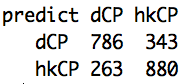 predict dCP hkCP
dCP 786 343
hkCP 263 880